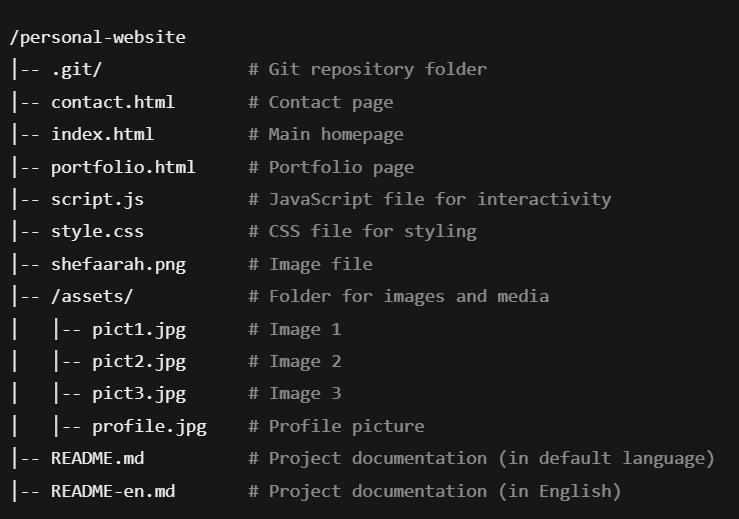 /personal-website
|-- .git/ # Git repository folder
|-- contact.html # Contact page
|-- index.html # Main homepage
|-- portfolio.html # Portfolio page
|-- script.js # JavaScript file for interactivity
|-- style.css # CSS file for styling
|-- shefaarah.png # Image file
|-- /assets/ # Folder for images and media
|   |-- pict1.jpg # Image 1
|   |-- pict2.jpg # Image 2
|   |-- pict3.jpg # Image 3
|   |-- profile.jpg # Profile picture
|-- README.md # Project documentation (in default language)
|-- README-en.md # Project documentation (in English)